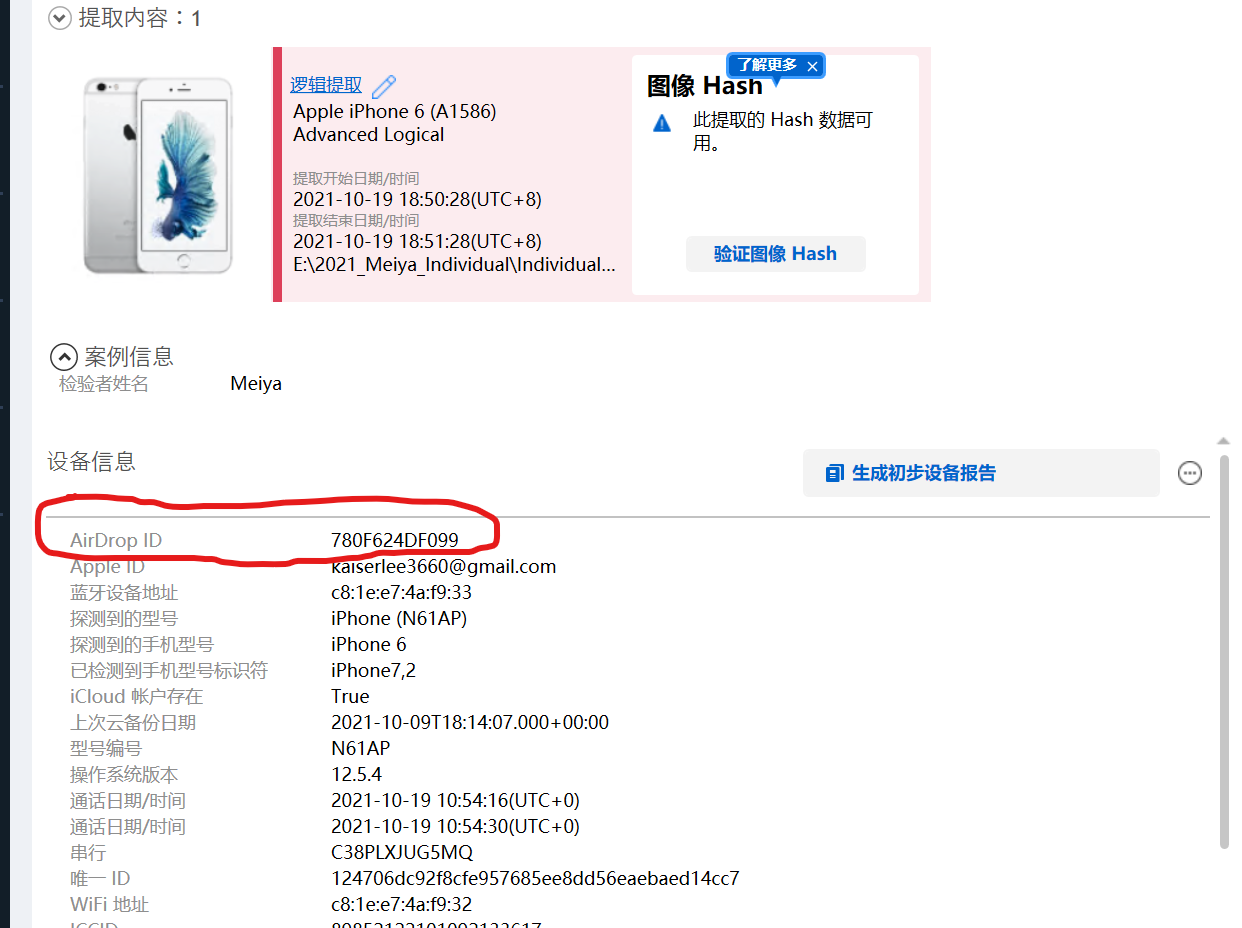 提取内容：1
了解更多 ×
逻辑提取
图像 Hash
Apple iPhone 6 (A1586)
Advanced Logical
此提取的 Hash 数据可
用。
提取开始日期/时间
2021-10-19 18:50:28(UTC+8)
提取结束日期/时间
2021-10-19 18:51:28(UTC+8)
E:\2021_Meiya_Individual\Individual...
验证图像 Hash
案例信息
检验者姓名 Meiya
设备信息
生成初步设备报告
AirDrop ID 780F624DF099
Apple ID kaiserlee3660@gmail.com
蓝牙设备地址 c8:1e:e7:4a:f9:33
探测到的型号 iPhone (N61AP)
探测到的手机型号 iPhone 6
已检测到手机型号标识符 iPhone7,2
iCloud 帐户存在 True
上次云备份日期 2021-10-09T18:14:07.000+00:00
型号编号 N61AP
操作系统版本 12.5.4
通话日期/时间 2021-10-19 10:54:16(UTC+0)
通话日期/时间 2021-10-19 10:54:30(UTC+0)
串行 C38PLXJUG5MQ
唯一 ID 124706dc92f8cfe957685ee8dd56eaebaed14cc7
WiFi 地址 c8:1e:e7:4a:f9:32
ICCID